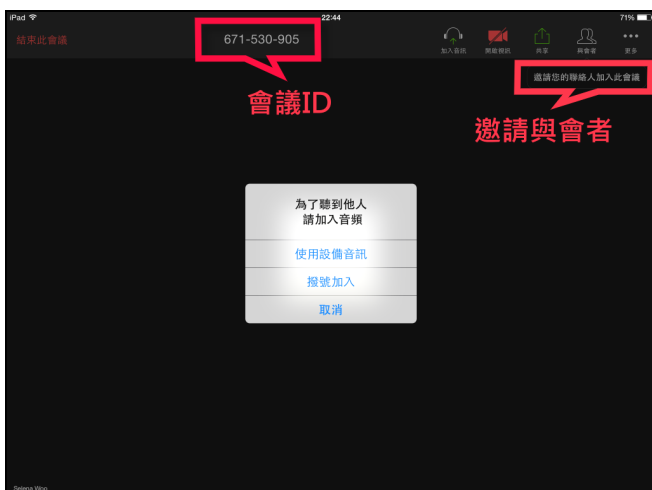 iPad 22:44 71%
結束此會議 671-530-905
加入音訊 開啟視訊 共享 與會者 更多
邀請您的聯絡人加入此會議
會議ID
邀請與會者
為了聽到他人
請加入音頻
使用設備音訊
撥號加入
取消
Selena Woo